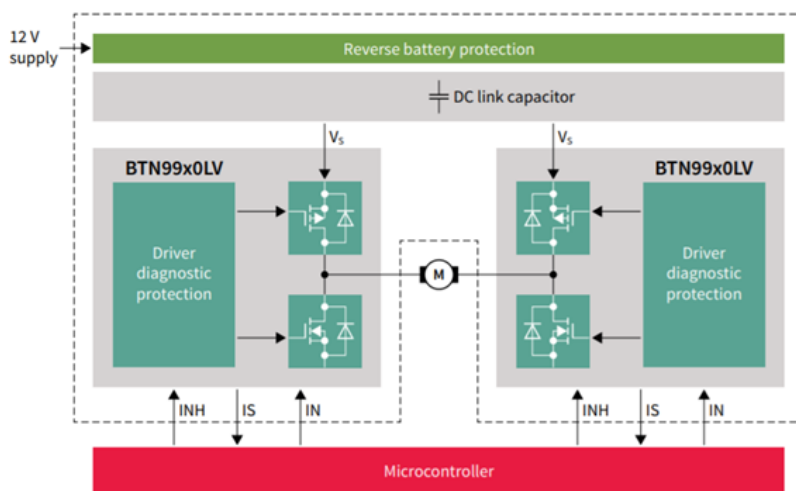 12 V
supply
Reverse battery protection
DC link capacitor
Vs
Vs
BTN99x0LV
BTN99x0LV
Driver
diagnostic
protection
M
Driver
diagnostic
protection
INH
IS
IN
INH
IS
IN
Microcontroller